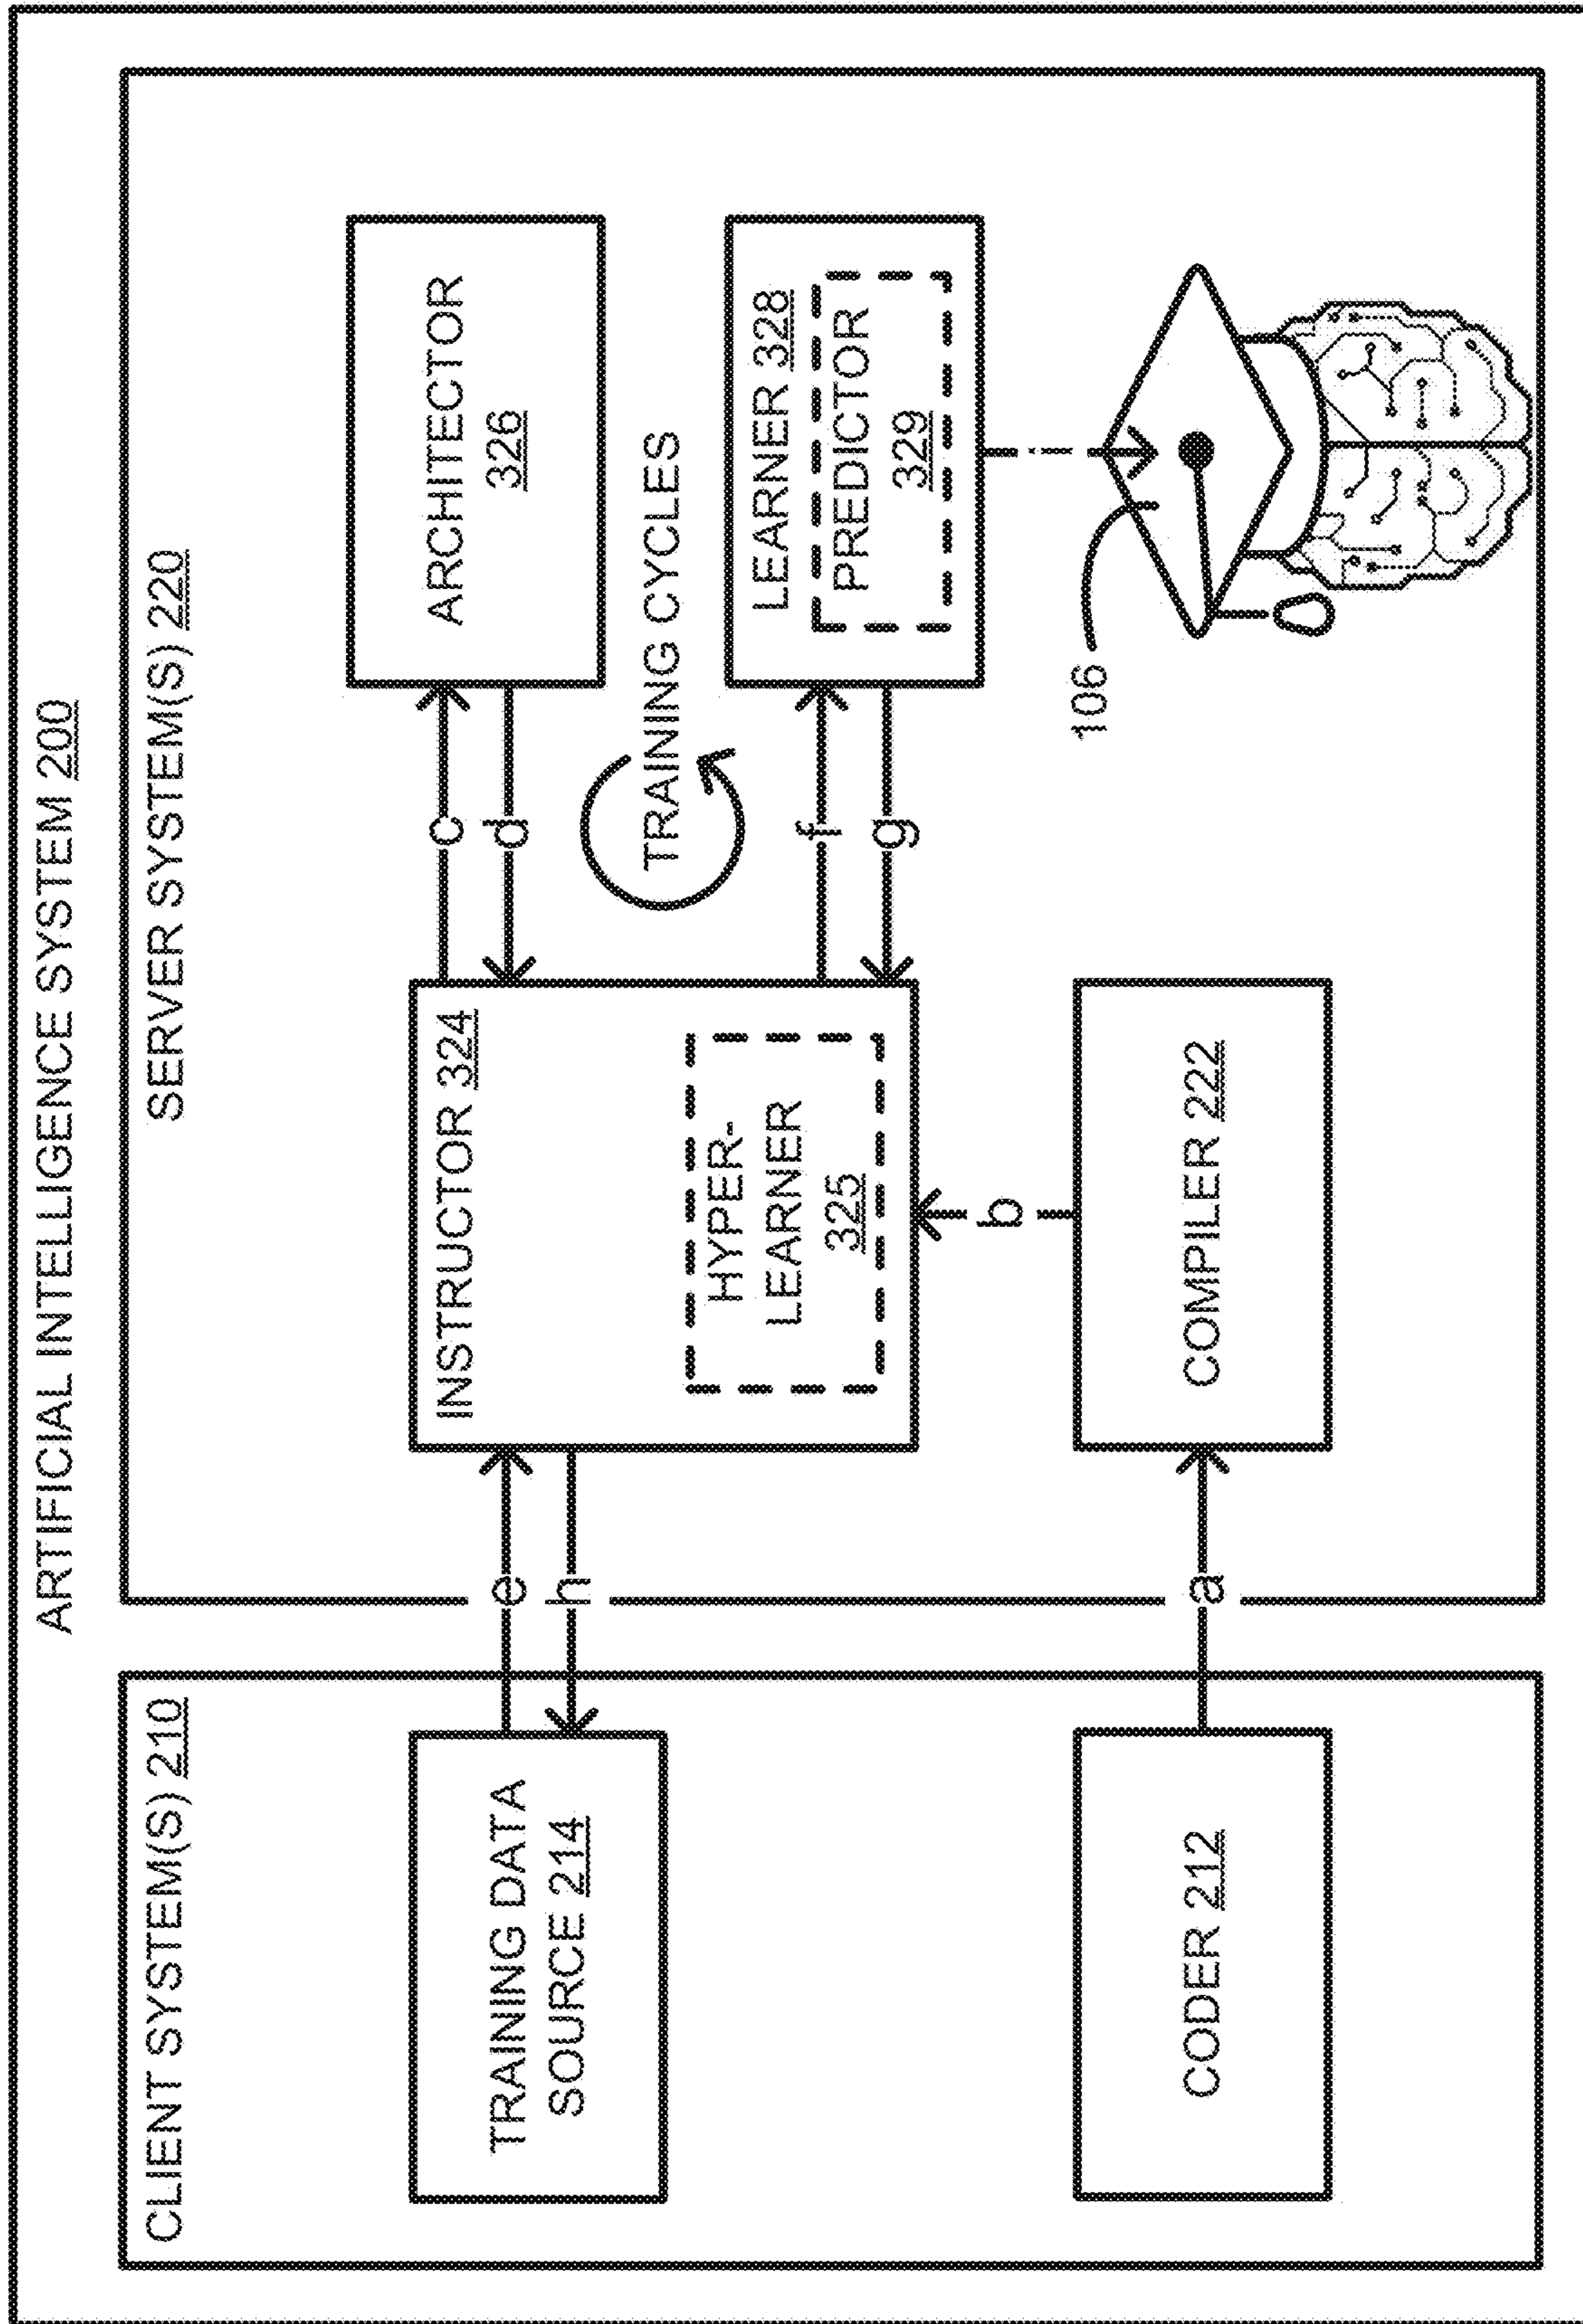 ARTIFICIAL INTELLIGENCE SYSTEM 200
CLIENT SYSTEM(S) 210
TRAINING DATA
SOURCE 214
CODER 212
SERVER SYSTEM(S) 220
e
h
a
INSTRUCTOR 324
HYPER-
LEARNER
325
b
COMPILER 222
c
d
TRAINING CYCLES
f
g
ARCHITECTOR
326
LEARNER 328
PREDICTOR
329
106